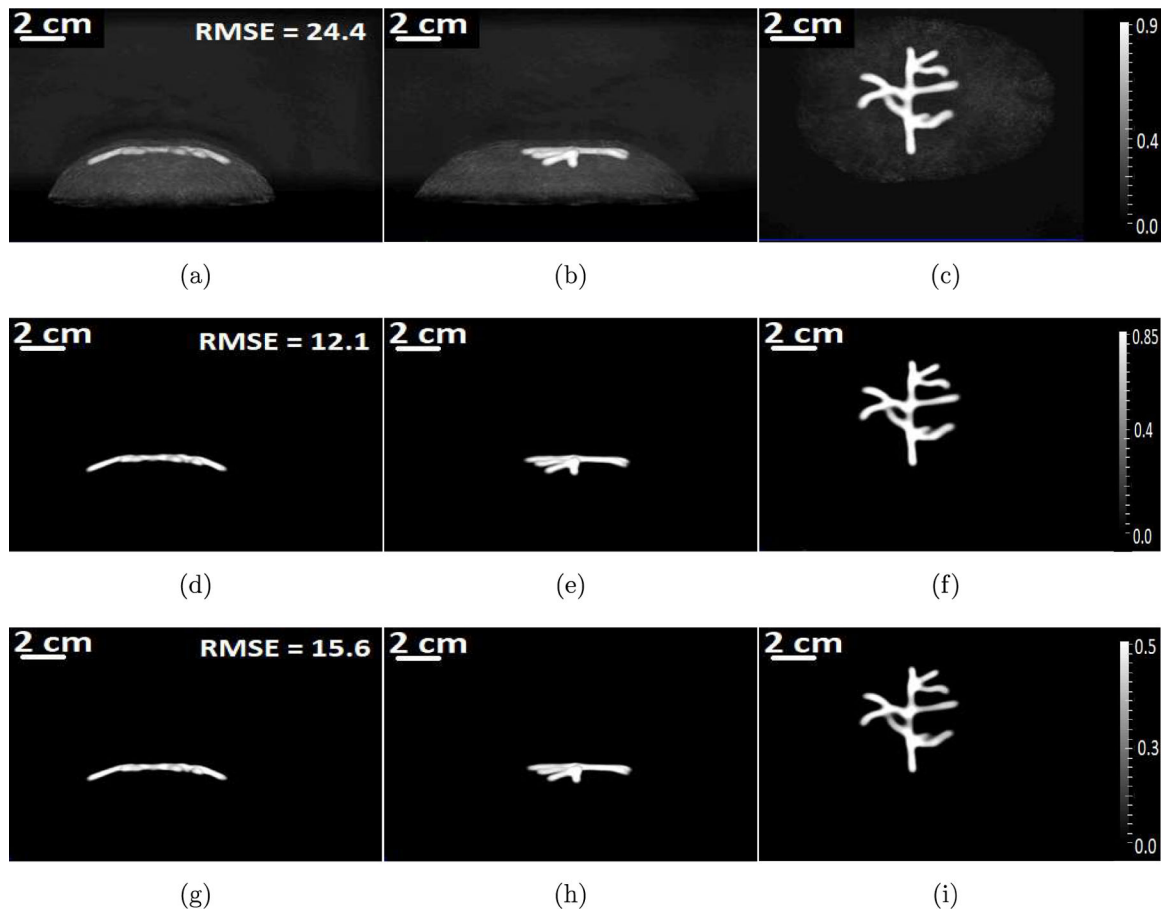 2 cm
RMSE = 24.4
2 cm
2 cm
0.9
0.4
0.0
(a)
(b)
(c)
2 cm
RMSE = 12.1
2 cm
2 cm
0.85
0.4
0.0
(d)
(e)
(f)
2 cm
RMSE = 15.6
2 cm
2 cm
0.5
0.3
0.0
(g)
(h)
(i)